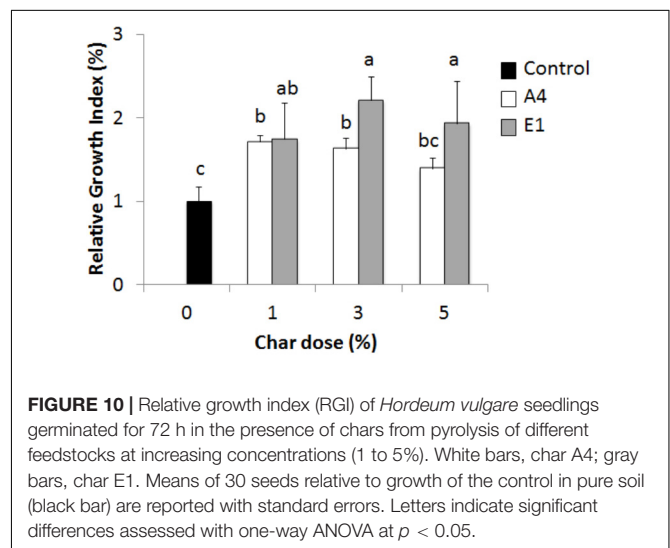 Relative Growth Index (%)
3
2
1
0
c
b
ab
b
a
bc
a
Control
A4
E1
0 1 3 5
Char dose (%)
FIGURE 10 | Relative growth index (RGI) of Hordeum vulgare seedlings
germinated for 72 h in the presence of chars from pyrolysis of different
feedstocks at increasing concentrations (1 to 5%). White bars, char A4; gray
bars, char E1. Means of 30 seeds relative to growth of the control in pure soil
(black bar) are reported with standard errors. Letters indicate significant
differences assessed with one-way ANOVA at p < 0.05.